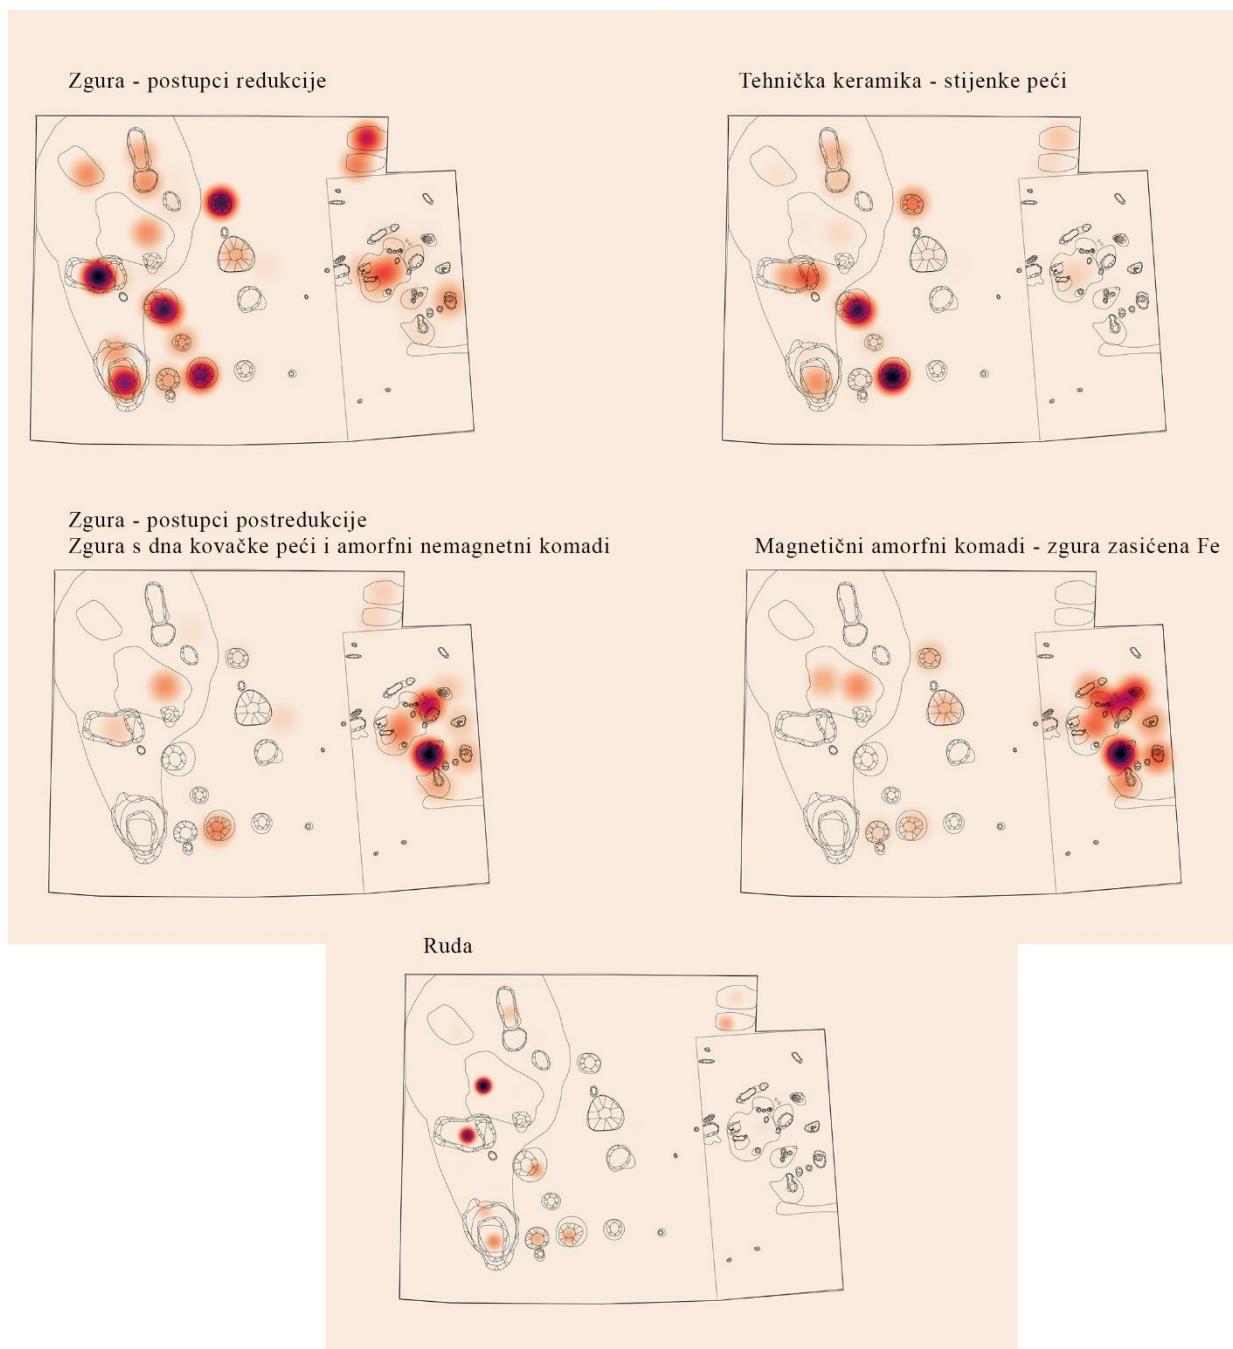 Zgura - postupci redukcije
Tehnička keramika - stijenke peći
Zgura - postupci postredukcije
Zgura s dna kovačke peći i amorfni nemagnetni komadi
Magnetični amorfni komadi - zgura zasićena Fe
Ruda